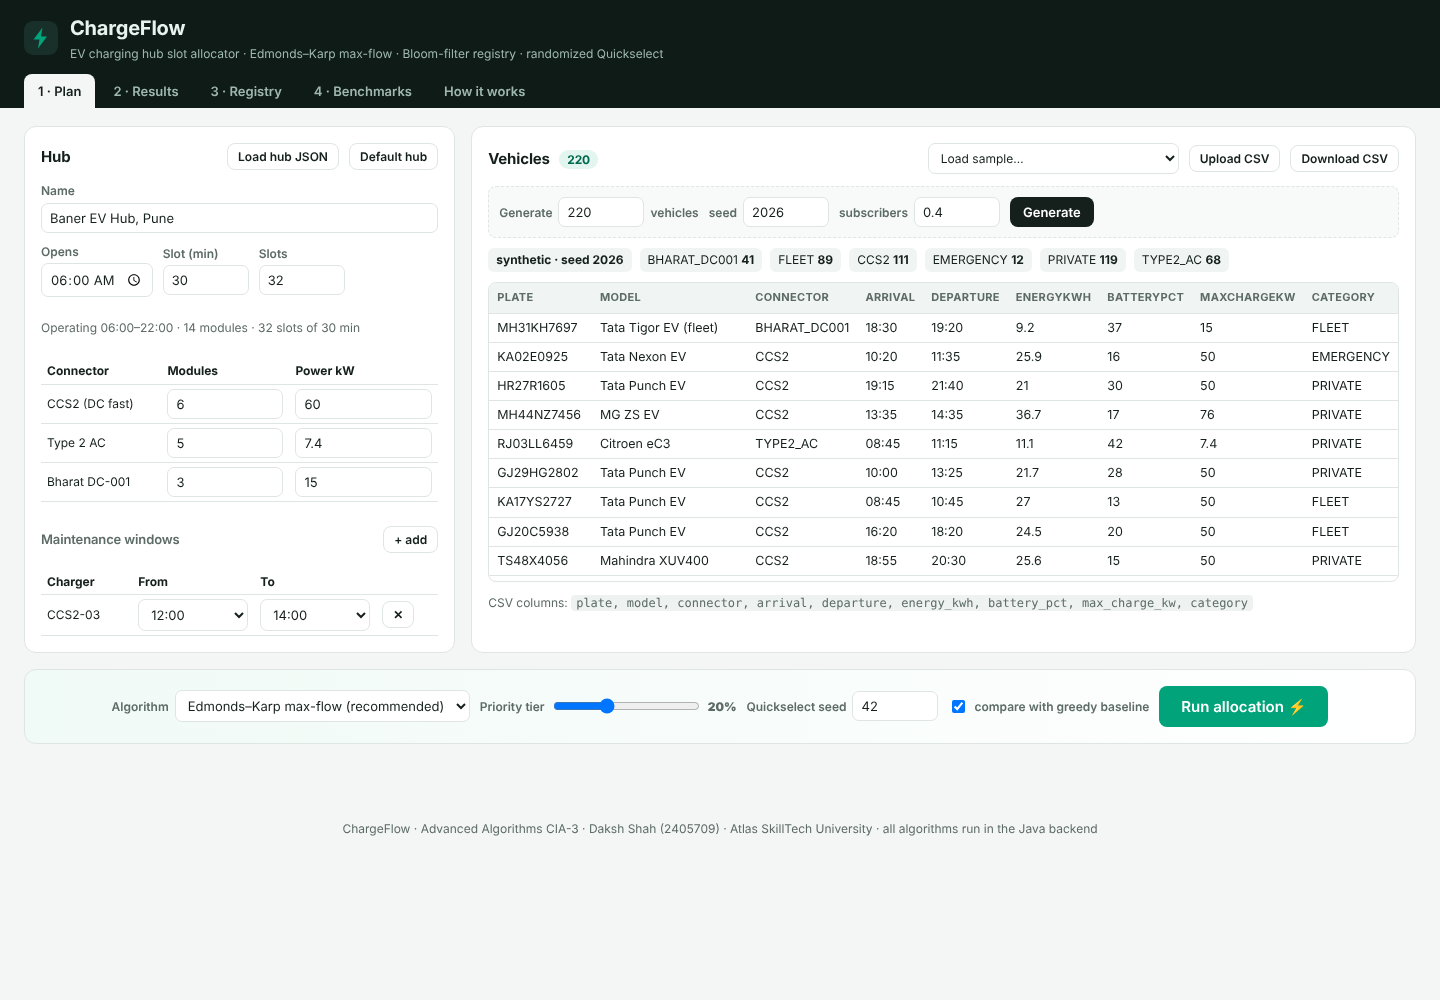 ChargeFlow
EV charging hub slot allocator · Edmonds–Karp max-flow · Bloom-filter registry · randomized Quickselect
1 · Plan 2 · Results 3 · Registry 4 · Benchmarks How it works
Hub Load hub JSON Default hub
Name
Baner EV Hub, Pune
Opens Slot (min) Slots
06:00 AM 30 32
Operating 06:00–22:00 · 14 modules · 32 slots of 30 min
Connector Modules Power kW
CCS2 (DC fast) 6 60
Type 2 AC 5 7.4
Bharat DC-001 3 15
Maintenance windows + add
Charger From To
CCS2-03 12:00 14:00 ×
Vehicles 220 Load sample... Upload CSV Download CSV
Generate 220 vehicles seed 2026 subscribers 0.4 Generate
synthetic · seed 2026 BHARAT_DC001 41 FLEET 89 CCS2 111 EMERGENCY 12 PRIVATE 119 TYPE2_AC 68
PLATE MODEL CONNECTOR ARRIVAL DEPARTURE ENERGYKWH BATTERYPCT MAXCHARGEKW CATEGORY
MH31KH7697 Tata Tigor EV (fleet) BHARAT_DC001 18:30 19:20 9.2 37 15 FLEET
KA02E0925 Tata Nexon EV CCS2 10:20 11:35 25.9 16 50 EMERGENCY
HR27R1605 Tata Punch EV CCS2 19:15 21:40 21 30 50 PRIVATE
MH44NZ7456 MG ZS EV CCS2 13:35 14:35 36.7 17 76 PRIVATE
RJ03LL6459 Citroen eC3 TYPE2_AC 08:45 11:15 11.1 42 7.4 PRIVATE
GJ29HG2802 Tata Punch EV CCS2 10:00 13:25 21.7 28 50 PRIVATE
KA17YS2727 Tata Punch EV CCS2 08:45 10:45 27 13 50 FLEET
GJ20C5938 Tata Punch EV CCS2 16:20 18:20 24.5 20 50 FLEET
TS48X4056 Mahindra XUV400 CCS2 18:55 20:30 25.6 15 50 PRIVATE
CSV columns: plate, model, connector, arrival, departure, energy_kwh, battery_pct, max_charge_kw, category
Algorithm Edmonds–Karp max-flow (recommended) Priority tier 20% Quickselect seed 42 compare with greedy baseline Run allocation ⚡
ChargeFlow · Advanced Algorithms CIA-3 · Daksh Shah (2405709) · Atlas SkillTech University · all algorithms run in the Java backend